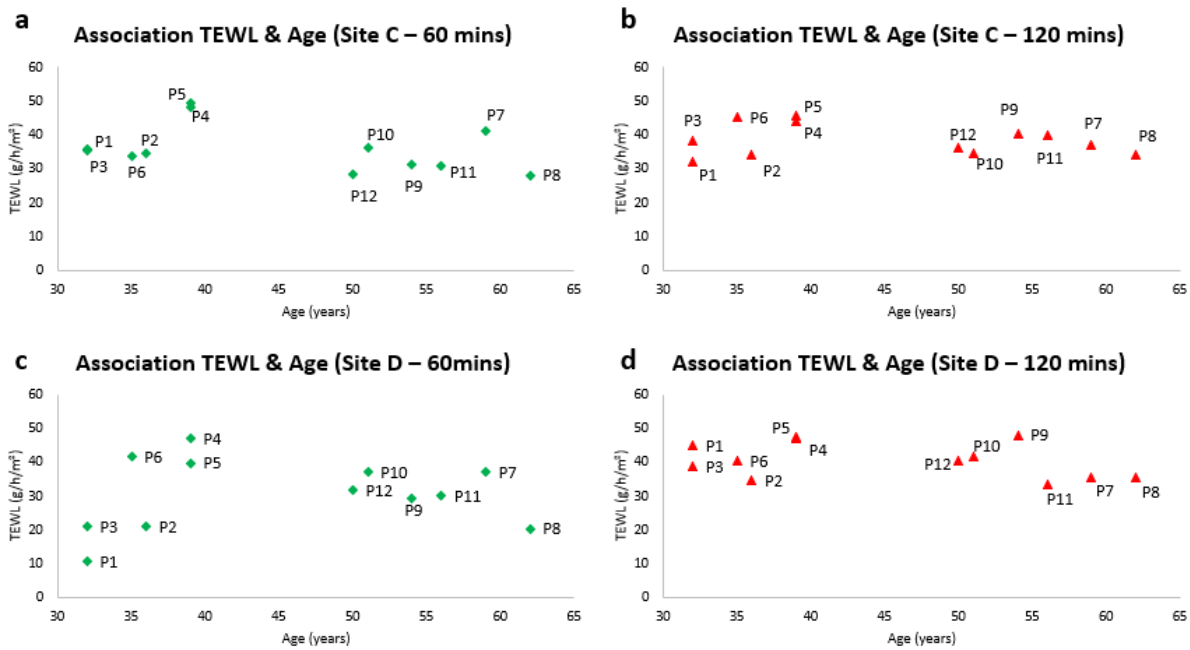 a
Association TEWL & Age (Site C – 60 mins)
TEWL (g/h/m²)
60
50
40
30
20
10
0
P5
P4
P1
P2
P3
P6
P7
P10
P9
P11
P12
P8
30 35 40 45 50 55 60 65
Age (years)
b
Association TEWL & Age (Site C – 120 mins)
TEWL (g/h/m²)
60
50
40
30
20
10
0
P3
P6
P5
P4
P1
P2
P9
P12
P7
P8
P10
P11
30 35 40 45 50 55 60 65
Age (years)
c
Association TEWL & Age (Site D – 60mins)
TEWL (g/h/m²)
60
50
40
30
20
10
0
P4
P6
P5
P3
P2
P1
P10
P7
P12
P9
P11
P8
30 35 40 45 50 55 60 65
Age (years)
d
Association TEWL & Age (Site D – 120 mins)
TEWL (g/h/m²)
60
50
40
30
20
10
0
P5
P1
P4
P3
P6
P2
P9
P10
P12
P11
P7
P8
30 35 40 45 50 55 60 65
Age (years)